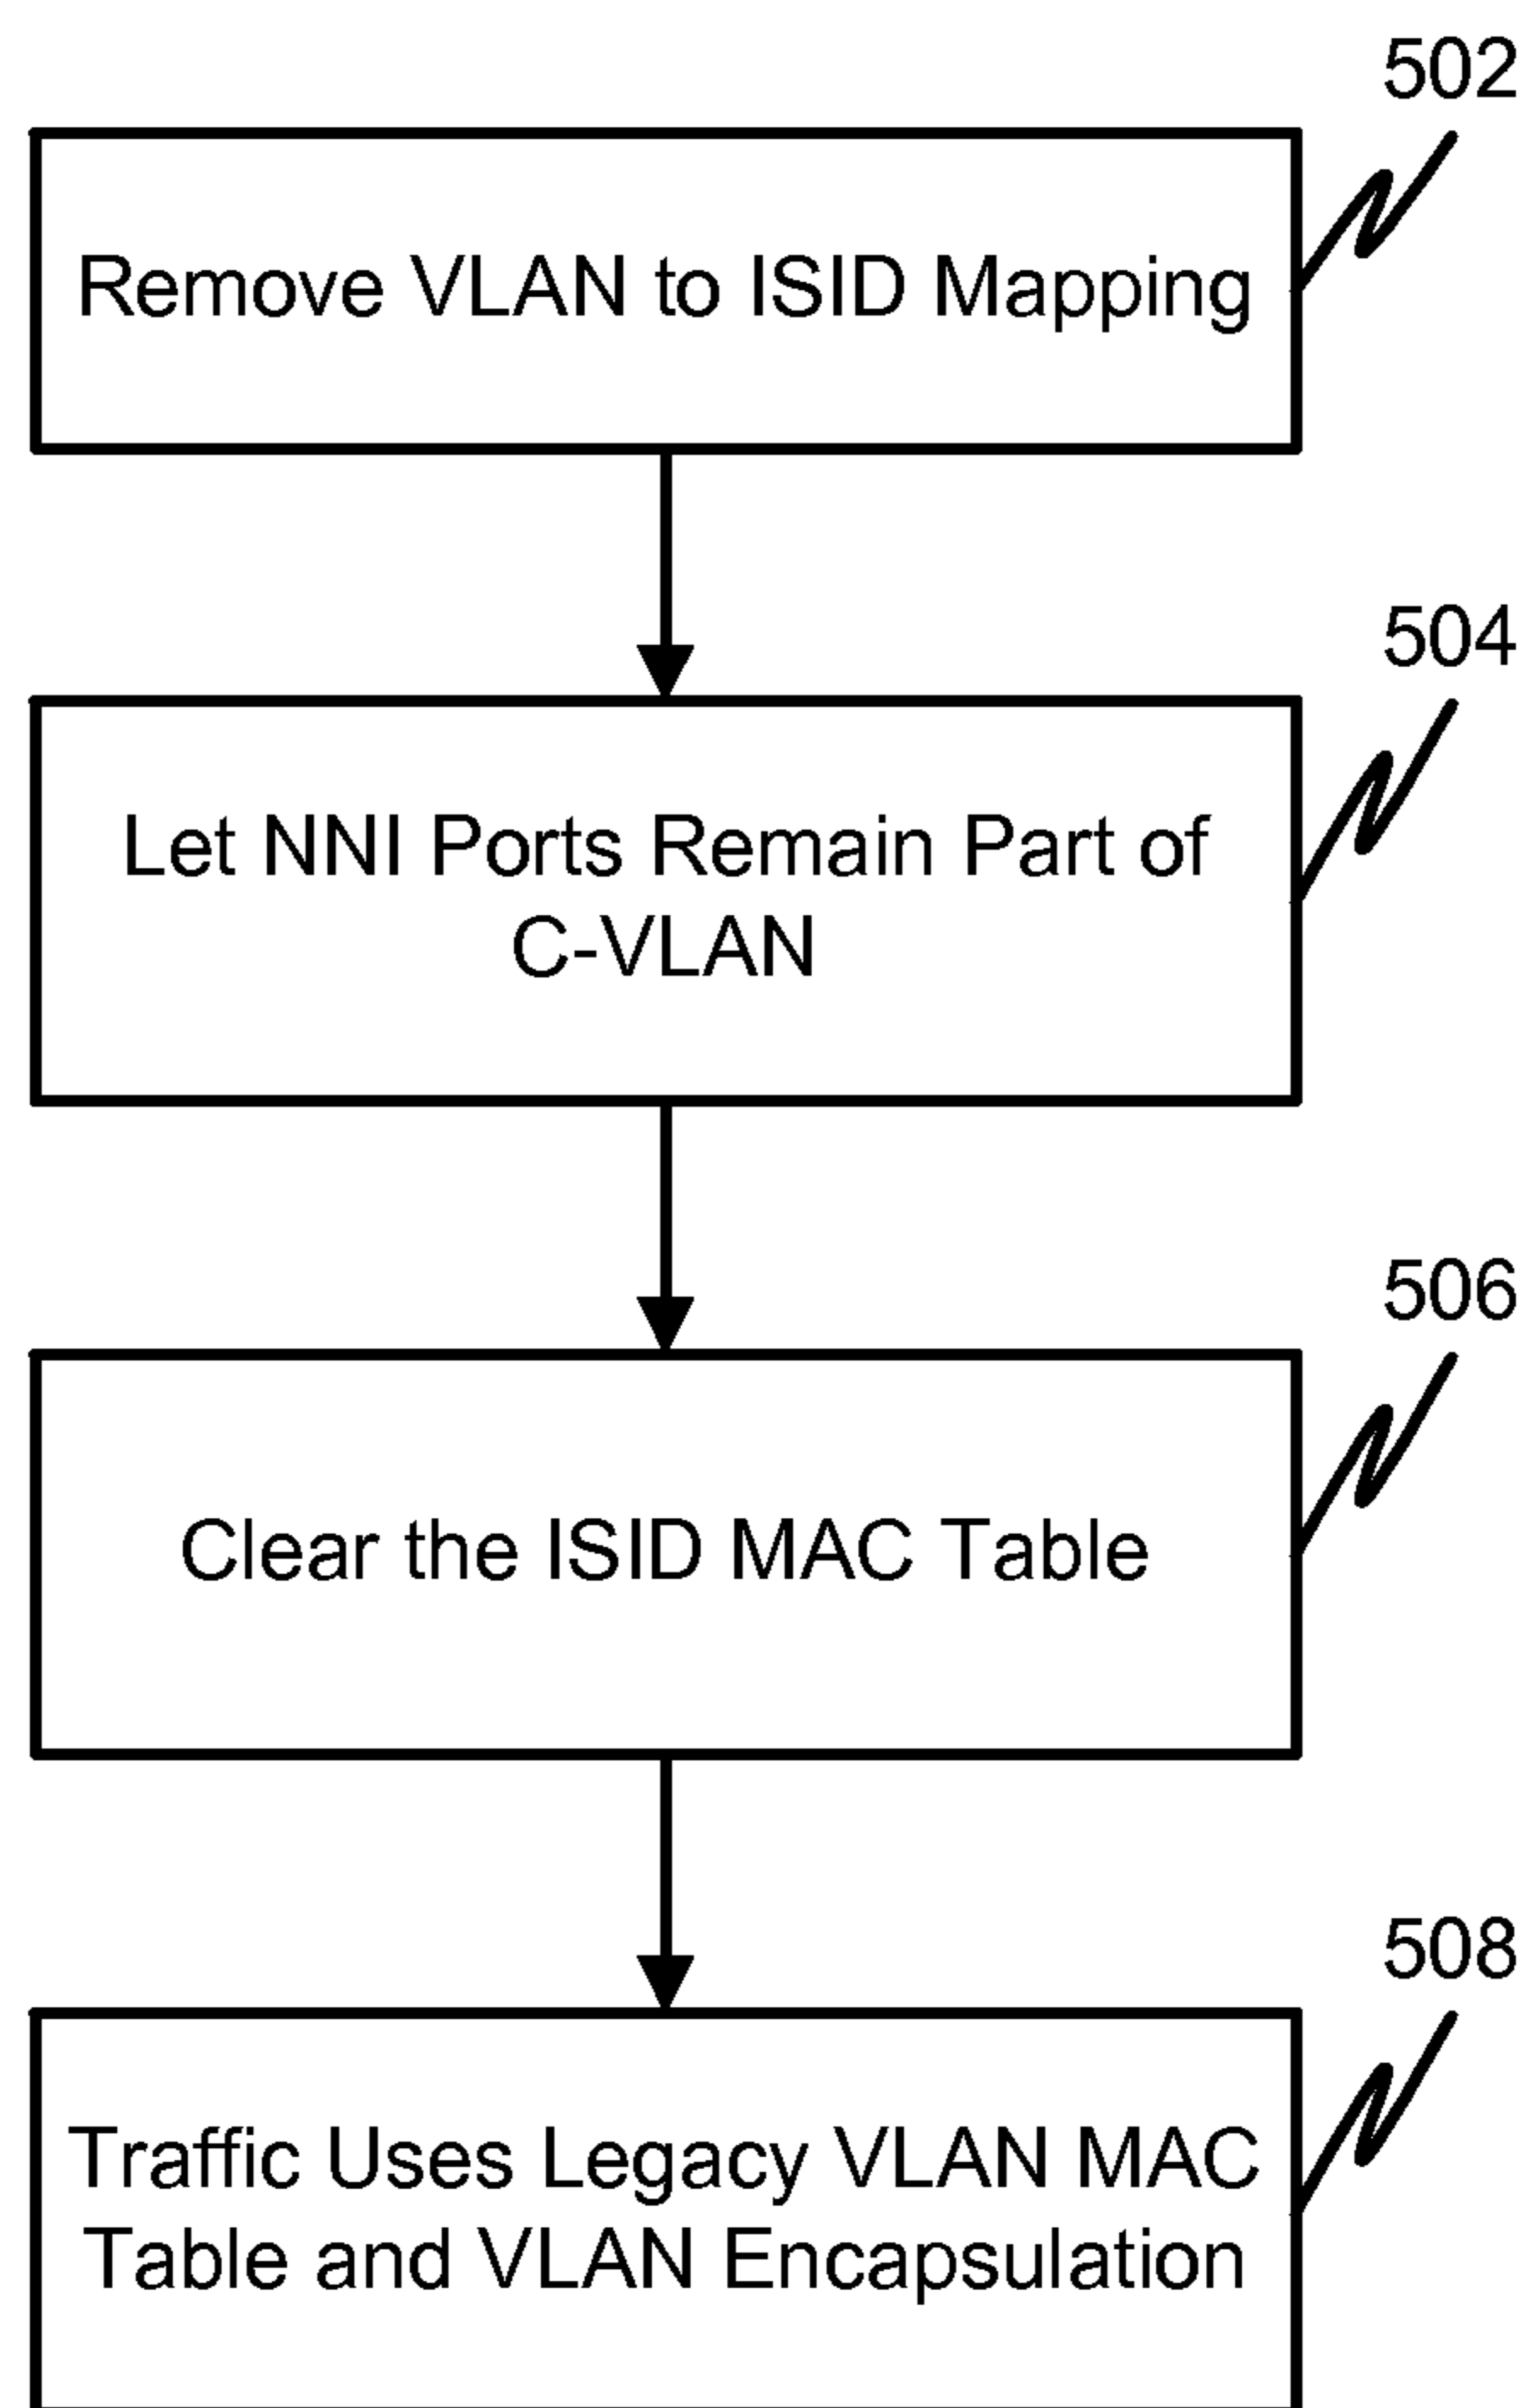 502
Remove VLAN to ISID Mapping
504
Let NNI Ports Remain Part of
C-VLAN
506
Clear the ISID MAC Table
508
Traffic Uses Legacy VLAN MAC
Table and VLAN Encapsulation